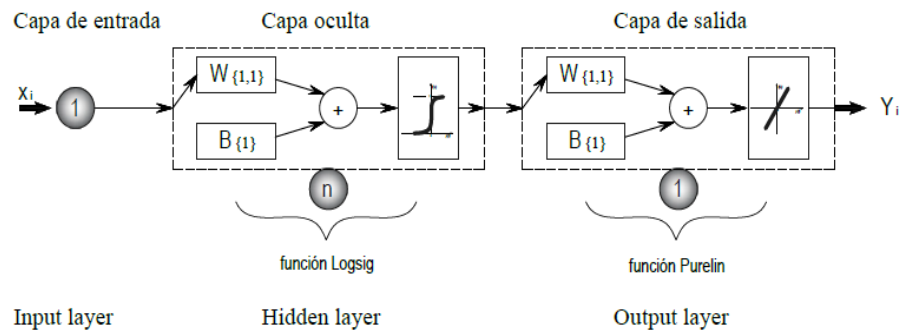 Capa de entrada
Capa oculta
Capa de salida
Xi
1
W{1,1}
B{1}
+
n
función Logsig
W{1,1}
B{1}
+
1
función Purelin
Yi
Input layer
Hidden layer
Output layer